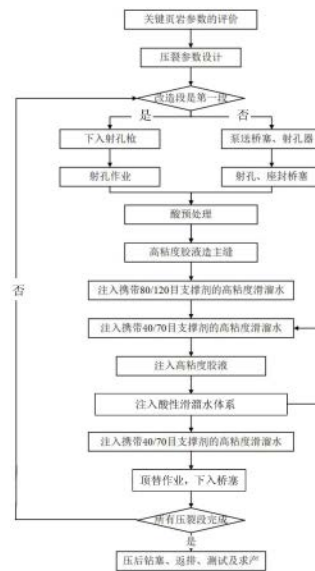 关键页岩参数的评价
压裂参数设计
改造段是第一段
是
否
下入射孔枪
泵送桥塞、射孔器
射孔作业
射孔、座封桥塞
酸预处理
高粘度胶液造主缝
否
注入携带80/120目支撑剂的高粘度滑溜水
注入携带40/70目支撑剂的高粘度滑溜水
注入高粘度胶液
注入酸性滑溜水体系
注入携带40/70目支撑剂的高粘度滑溜水
顶替作业，下入桥塞
所有压裂段完成
是
压后钻塞、返排、测试及求产